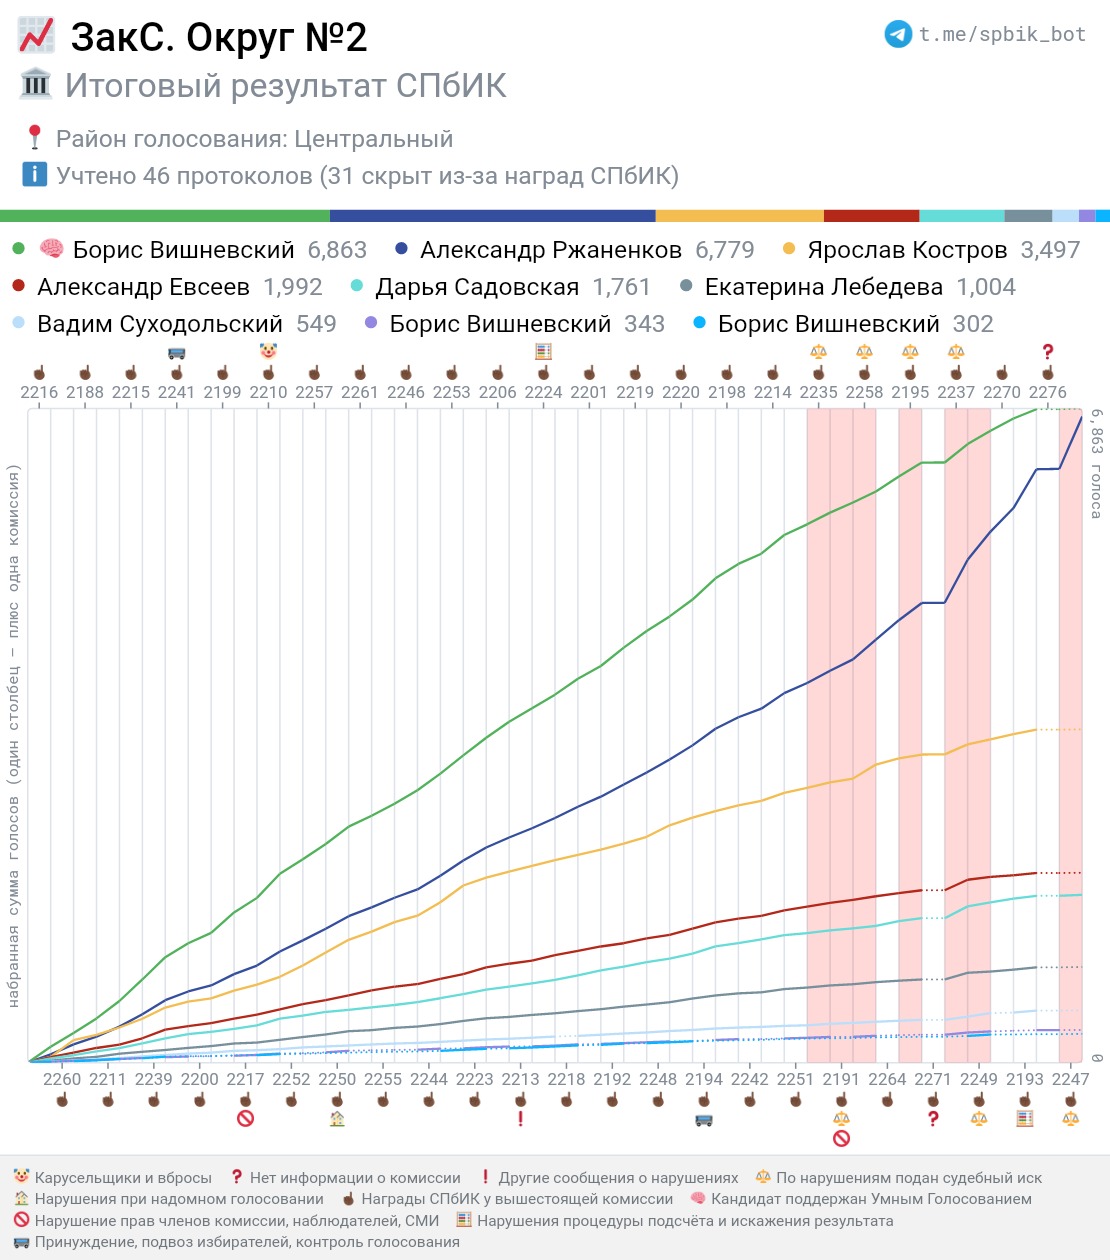 ЗакС. Округ №2
t.me/spbik_bot
Итоговый результат СПбИК
Район голосования: Центральный
Учтено 46 протоколов (31 скрыт из-за наград СПбИК)
Борис Вишневский 6,863 Александр Ржаненков 6,779 Ярослав Костров 3,497
Александр Евсеев 1,992 Дарья Садовская 1,761 Екатерина Лебедева 1,004
Вадим Суходольский 549 Борис Вишневский 343 Борис Вишневский 302
2216 2188 2215 2241 2199 2210 2257 2261 2246 2253 2206 2224 2201 2219 2220 2198 2214 2235 2258 2195 2237 2270 2276
набранная сумма голосов (один столбец — плюс одна комиссия)
6,863 голоса
0
2260 2211 2239 2200 2217 2252 2250 2255 2244 2223 2213 2218 2192 2248 2194 2242 2251 2191 2264 2271 2249 2193 2247
Карусельщики и вбросы Нет информации о комиссии Другие сообщения о нарушениях По нарушениям подан судебный иск
Нарушения при надомном голосовании Награды СПбИК у вышестоящей комиссии Кандидат поддержан Умным Голосованием
Нарушение прав членов комиссии, наблюдателей, СМИ Нарушения процедуры подсчёта и искажения результата
Принуждение, подвоз избирателей, контроль голосования